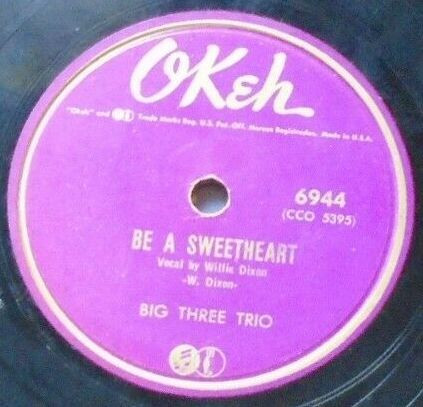 OKeh
"Okeh" and Trade Marks Reg. U.S. Pat. Off. Marcas Registradas. Made in U.S.A.
6944
(CCO 5395)
BE A SWEETHEART
Vocal by Willie Dixon
-W. Dixon-
BIG THREE TRIO